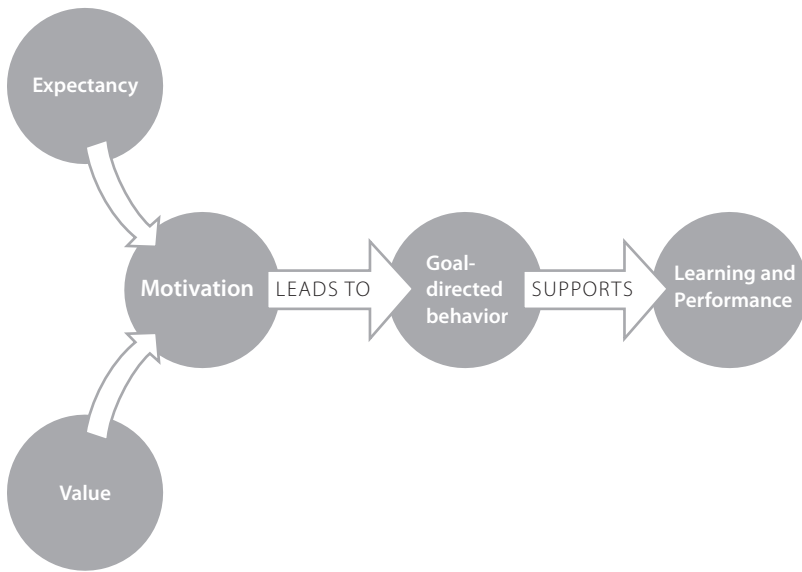 Expectancy
Motivation
LEADS TO
Goal-
directed
behavior
SUPPORTS
Learning and
Performance
Value